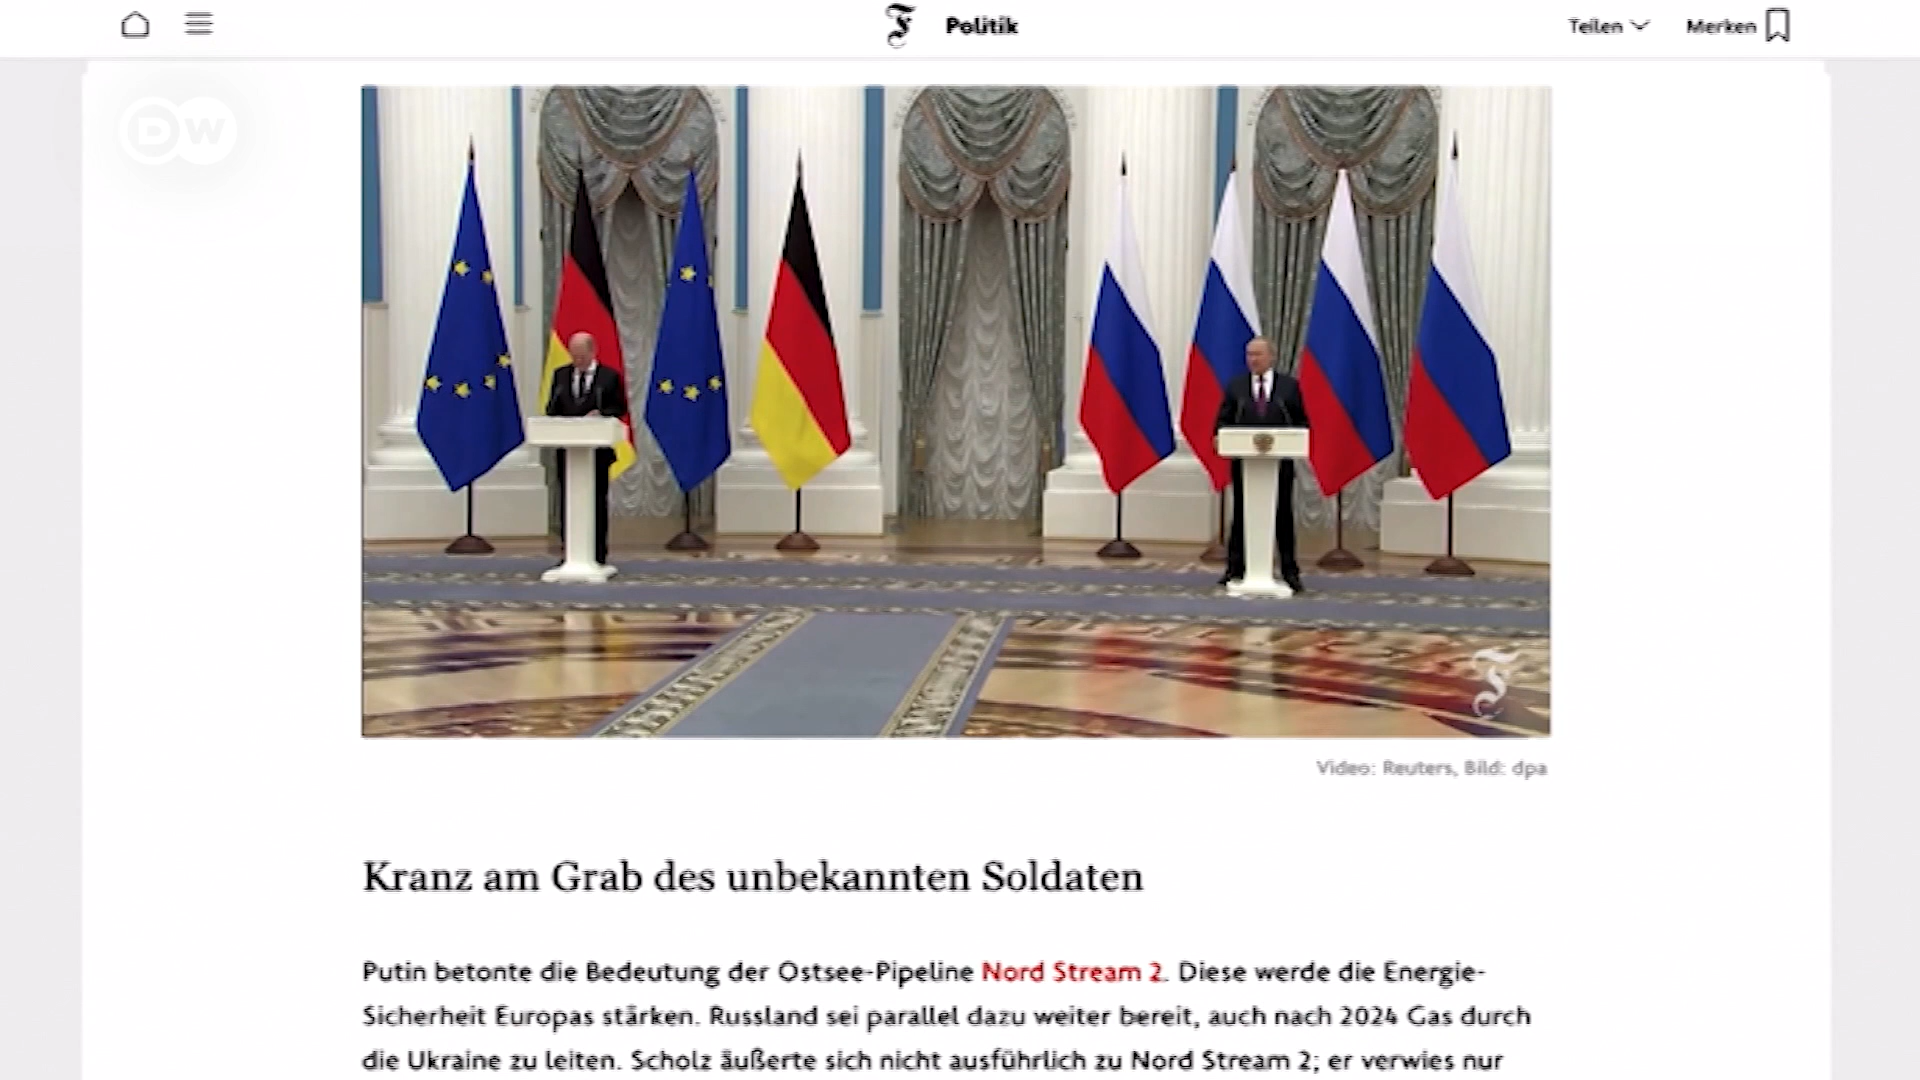 Politik
Teilen
Merken
DW
Video: Reuters, Bild: dpa
Kranz am Grab des unbekannten Soldaten
Putin betonte die Bedeutung der Ostsee-Pipeline Nord Stream 2. Diese werde die Energie-
Sicherheit Europas stärken. Russland sei parallel dazu weiter bereit, auch nach 2024 Gas durch
die Ukraine zu leiten. Scholz äußerte sich nicht ausführlich zu Nord Stream 2; er verwies nur